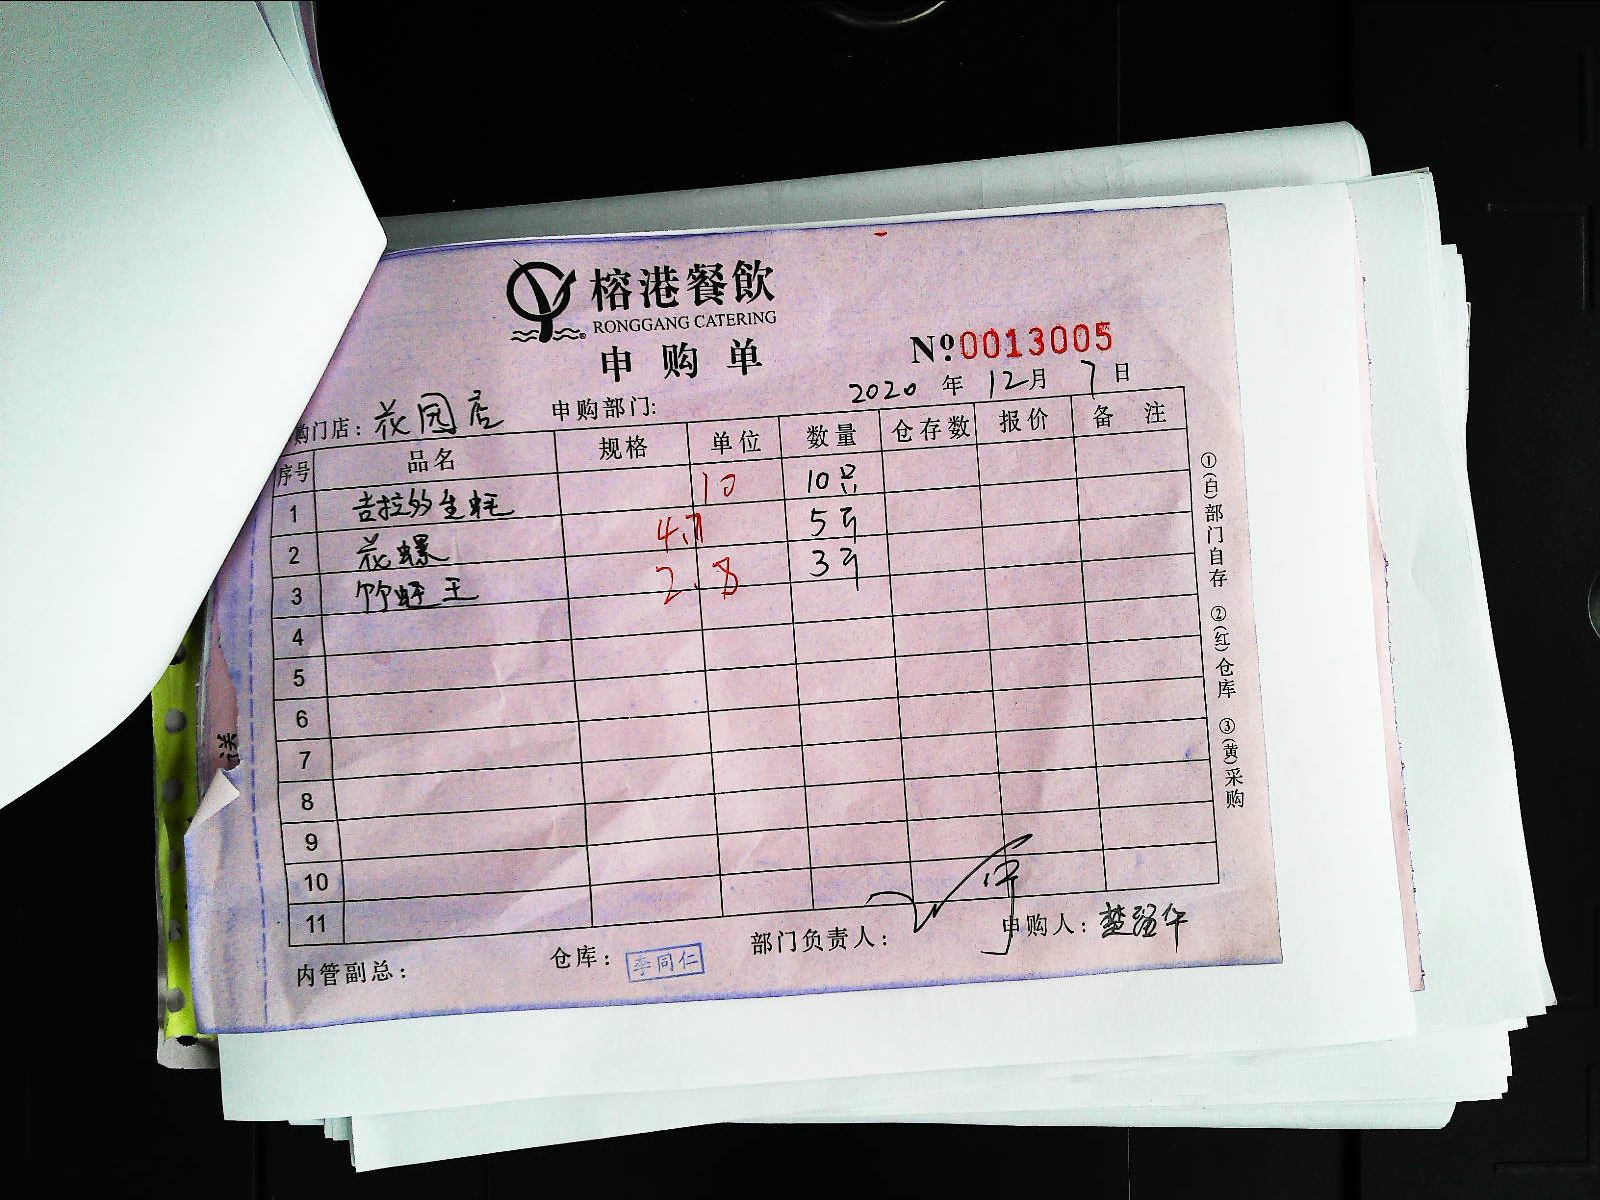 榕港餐飲
RONGGANG CATERING
申购单
№0013005
2020 年 12 月 7 日
购门店：花园店 申购部门:
序号 品名 规格 单位 数量 仓存数 报价 备注
1 吉拉多生蚝 10 10只
2 花螺 4.7 5斤
3 竹蛏王 2.8 3斤
4
5
6
7
8
9
10
11
内管副总： 仓库：李同仁 部门负责人： 申购人：
①(白)部门自存 ②(红)仓库 ③(黄)采购
送